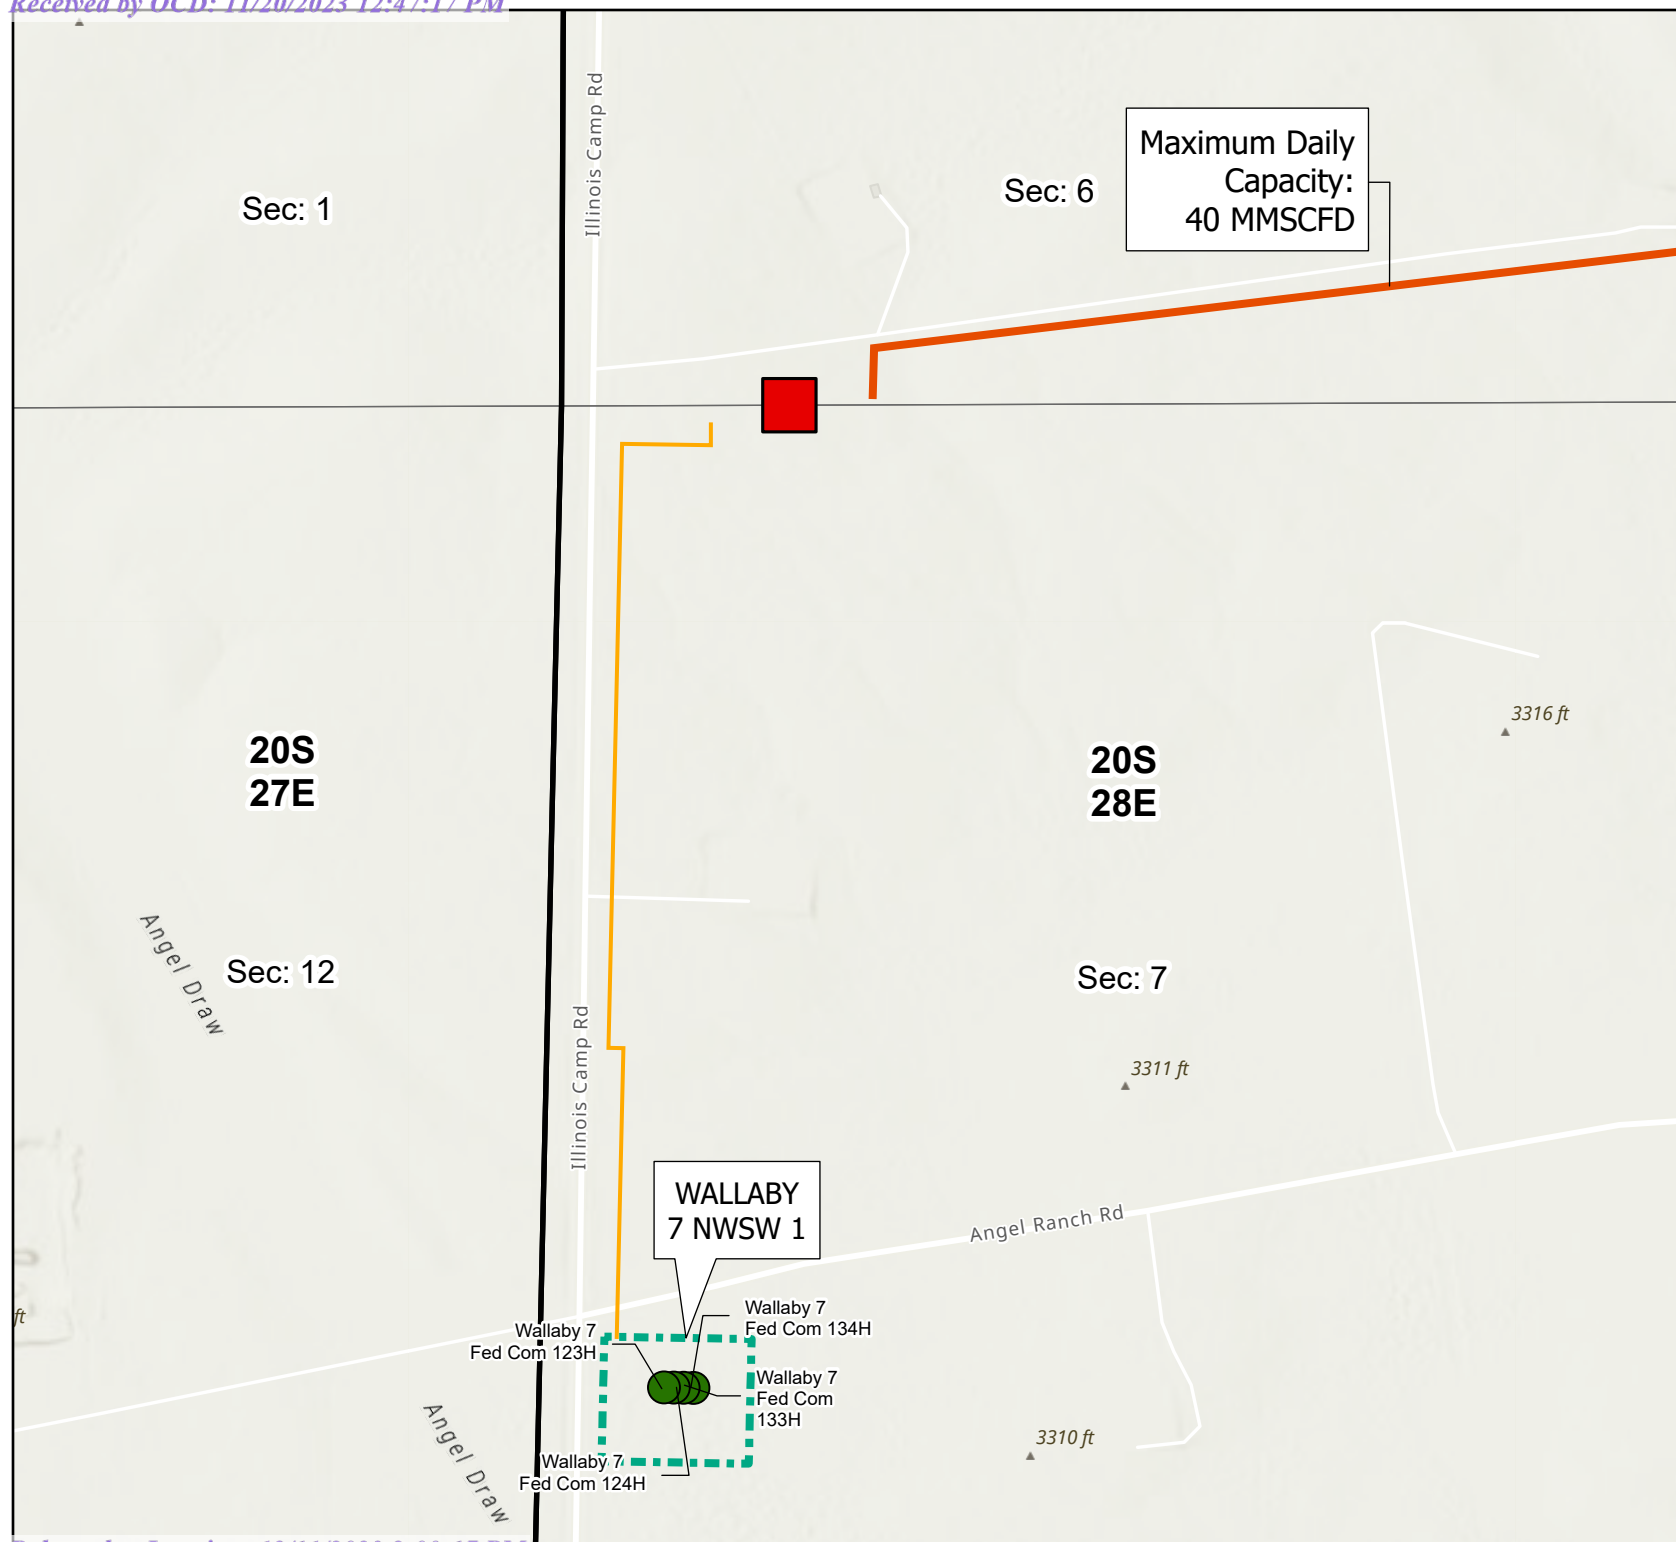 Received by OCD: 11/20/2023 12:47:17 PM
Illinois Camp Rd
Maximum Daily
Capacity:
40 MMSCFD
Sec: 1
Sec: 6
3316 ft
20S
27E
20S
28E
Angel Draw
Sec: 12
Sec: 7
Illinois Camp Rd
3311 ft
WALLABY
7 NWSW 1
Angel Ranch Rd
ft
Wallaby 7
Fed Com 134H
Wallaby 7
Fed Com 123H
Wallaby 7
Fed Com
133H
Angel Draw
3310 ft
Wallaby 7
Fed Com 124H